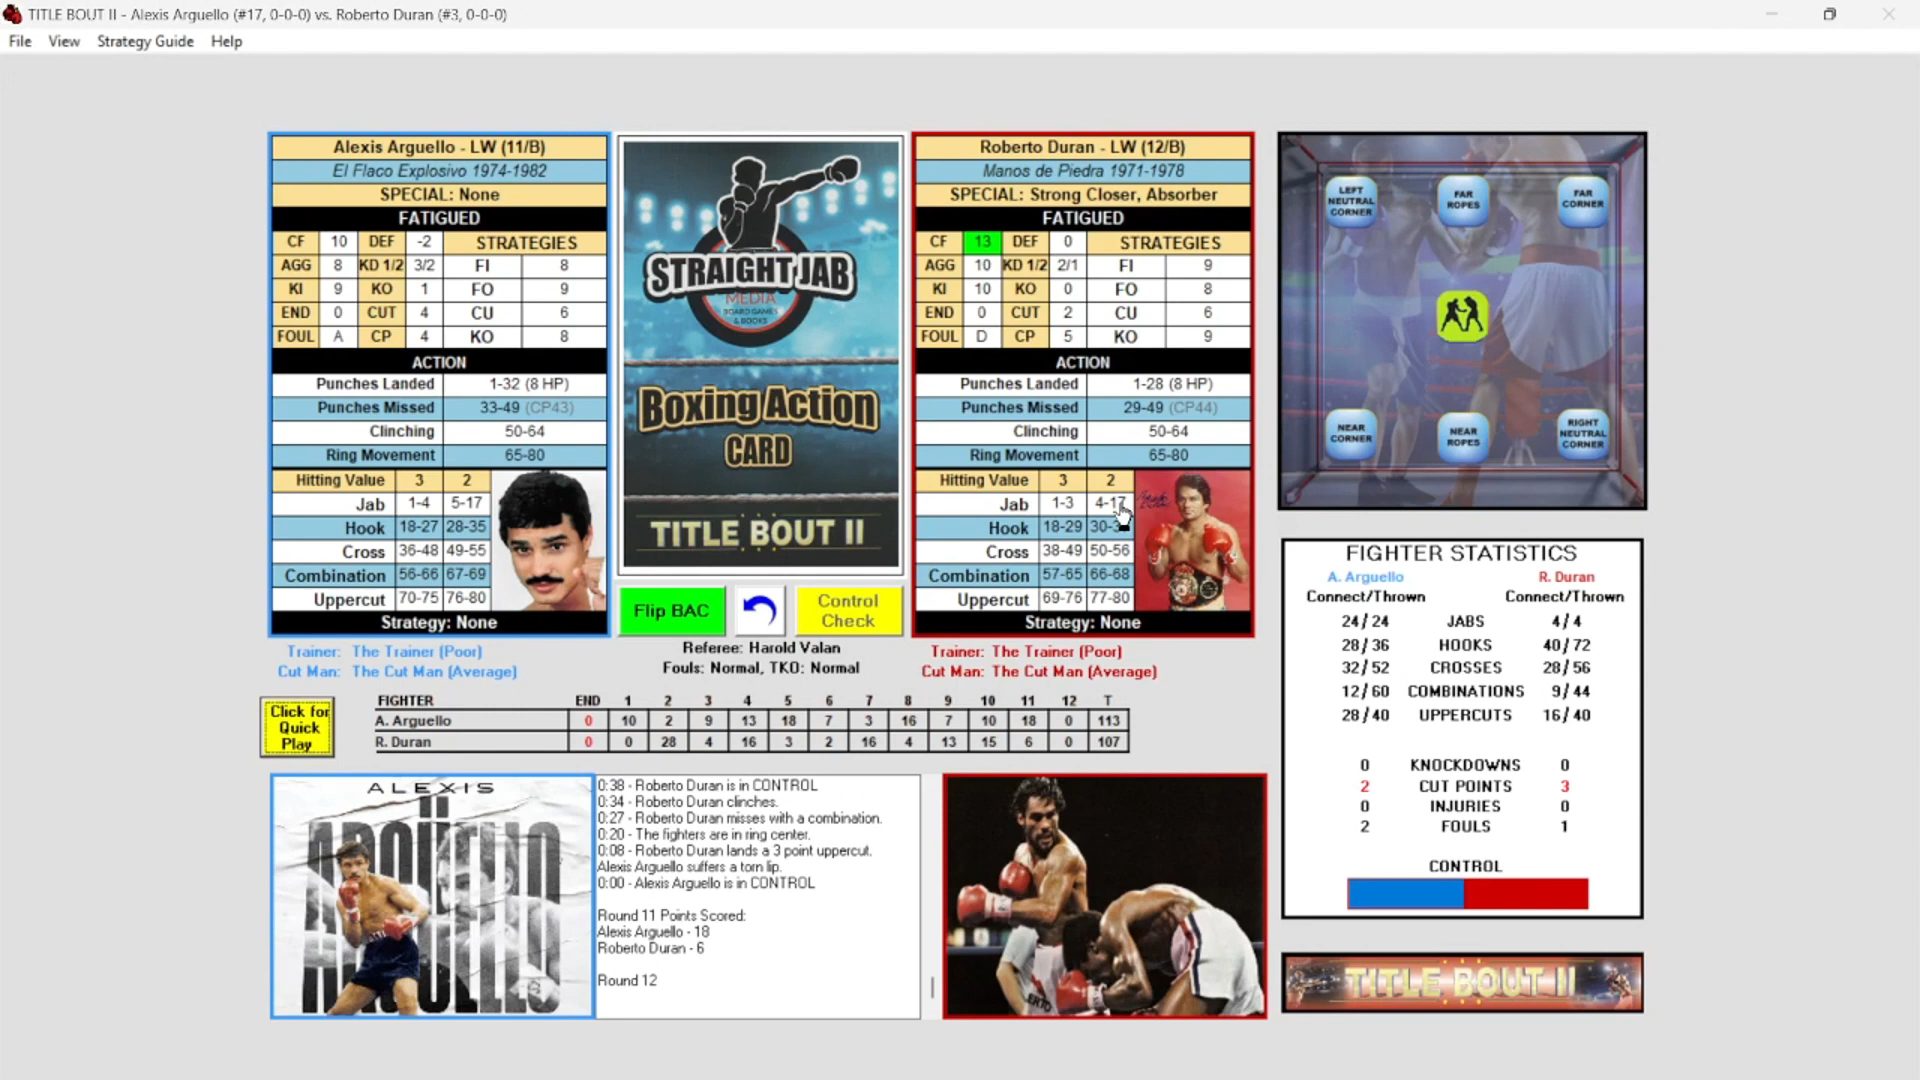 TITLE BOUT II - Alexis Arguello (#17, 0-0-0) vs. Roberto Duran (#3, 0-0-0)
File View Strategy Guide Help
Alexis Arguello - LW (11/B)
El Flaco Explosivo 1974-1982
SPECIAL: None
FATIGUED
CF 10 DEF -2 STRATEGIES
AGG 8 KD 1/2 3/2 FI 8
KI 9 KO 1 FO 9
END 0 CUT 4 CU 6
FOUL A CP 4 KO 8
ACTION
Punches Landed 1-32 (8 HP)
Punches Missed 33-49 (CP43)
Clinching 50-64
Ring Movement 65-80
Hitting Value 3 2
Jab 1-4 5-17
Hook 18-27 28-35
Cross 36-48 49-55
Combination 56-66 67-69
Uppercut 70-75 76-80
Strategy: None
Trainer: The Trainer (Poor)
Cut Man: The Cut Man (Average)
STRAIGHT JAB
MEDIA
BOARD GAMES
& BOOKS
Boxing Action
CARD
TITLE BOUT II
Flip BAC
Control
Check
Referee: Harold Valan
Fouls: Normal, TKO: Normal
Roberto Duran - LW (12/B)
Manos de Piedra 1971-1978
SPECIAL: Strong Closer, Absorber
FATIGUED
CF 13 DEF 0 STRATEGIES
AGG 10 KD 1/2 2/1 FI 9
KI 10 KO 0 FO 8
END 0 CUT 2 CU 6
FOUL D CP 5 KO 9
ACTION
Punches Landed 1-28 (8 HP)
Punches Missed 29-49 (CP44)
Clinching 50-64
Ring Movement 65-80
Hitting Value 3 2
Jab 1-3 4-17
Hook 18-29
Cross 38-49 50-56
Combination 57-65 66-68
Uppercut 69-76 77-80
Strategy: None
Trainer: The Trainer (Poor)
Cut Man: The Cut Man (Average)
LEFT
NEUTRAL
CORNER
FAR
ROPES
FAR
CORNER
NEAR
CORNER
NEAR
ROPES
RIGHT
NEUTRAL
CORNER
Click for
Quick
Play
FIGHTER END 1 2 3 4 5 6 7 8 9 10 11 12 T
A. Arguello 0 10 2 9 13 18 7 3 16 7 10 18 0 113
R. Duran 0 0 28 4 16 3 2 16 4 13 15 6 0 107
FIGHTER STATISTICS
A. Arguello R. Duran
Connect/Thrown Connect/Thrown
24/24 JABS 4/4
28/36 HOOKS 40/72
32/52 CROSSES 28/56
12/60 COMBINATIONS 9/44
28/40 UPPERCUTS 16/40
0 KNOCKDOWNS 0
2 CUT POINTS 3
0 INJURIES 0
2 FOULS 1
CONTROL
ALEXIS
ARGÜELLO
0:38 - Roberto Duran is in CONTROL
0:34 - Roberto Duran clinches.
0:27 - Roberto Duran misses with a combination.
0:20 - The fighters are in ring center.
0:08 - Roberto Duran lands a 3 point uppercut.
Alexis Arguello suffers a torn lip.
0:00 - Alexis Arguello is in CONTROL
Round 11 Points Scored:
Alexis Arguello - 18
Roberto Duran - 6
Round 12
TITLE BOUT II